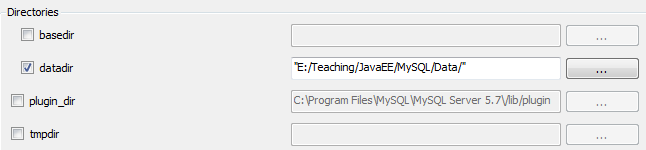 Directories
basedir
...
datadir
"E:/Teaching/JavaEE/MySQL/Data/"
...
plugin_dir
C:\Program Files\MySQL\MySQL Server 5.7\/lib/plugin
...
tmpdir
...